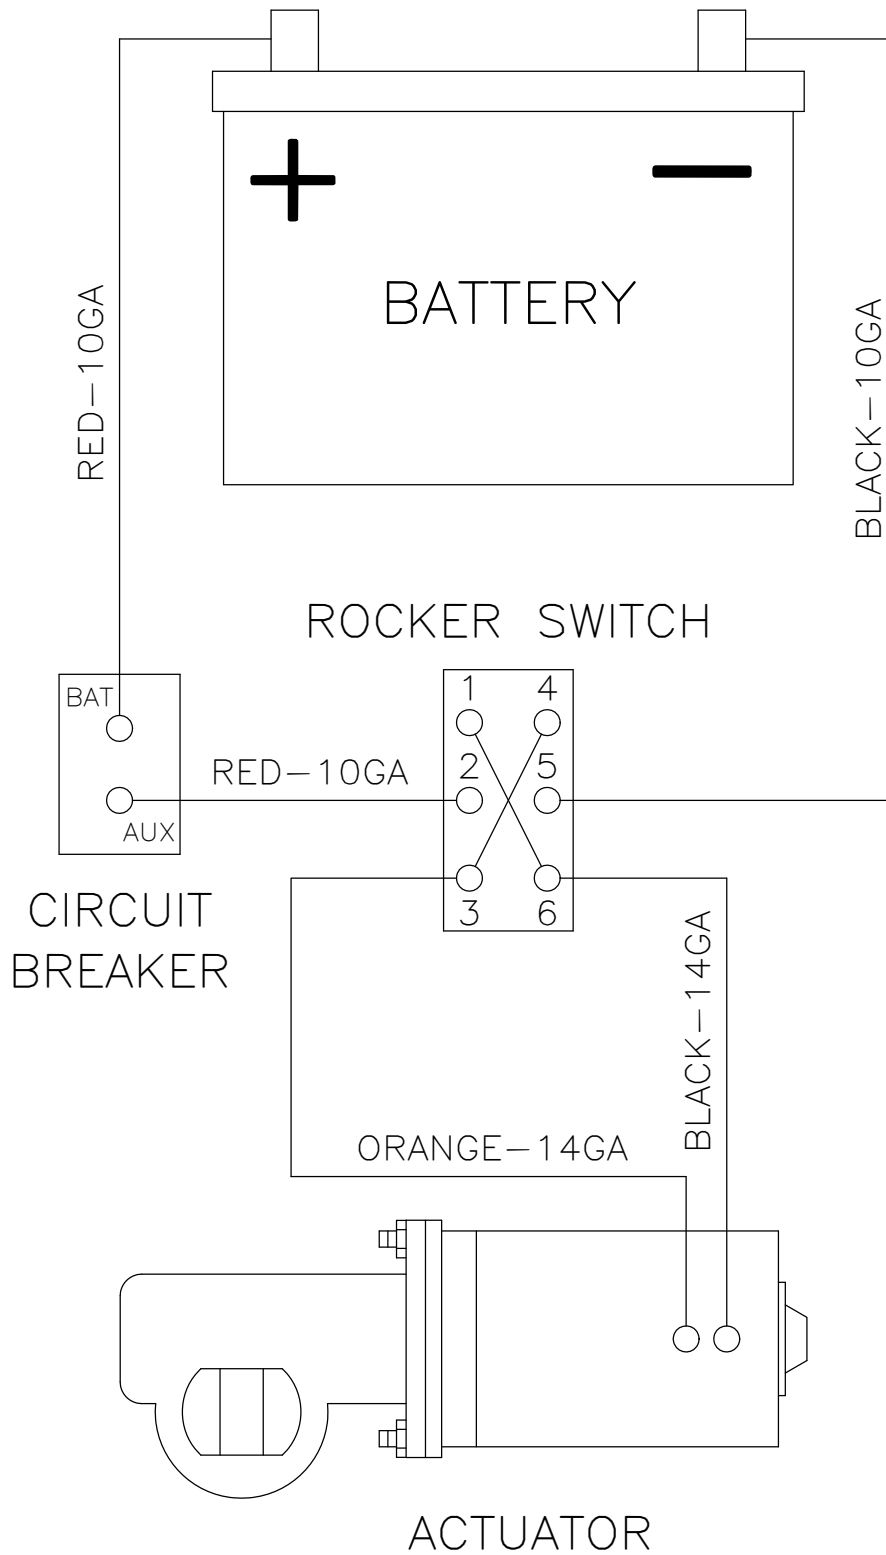 +
−
BATTERY
RED-10GA
BLACK-10GA
ROCKER SWITCH
BAT
AUX
RED-10GA
1 4
2 5
3 6
CIRCUIT
BREAKER
BLACK-14GA
ORANGE-14GA
ACTUATOR